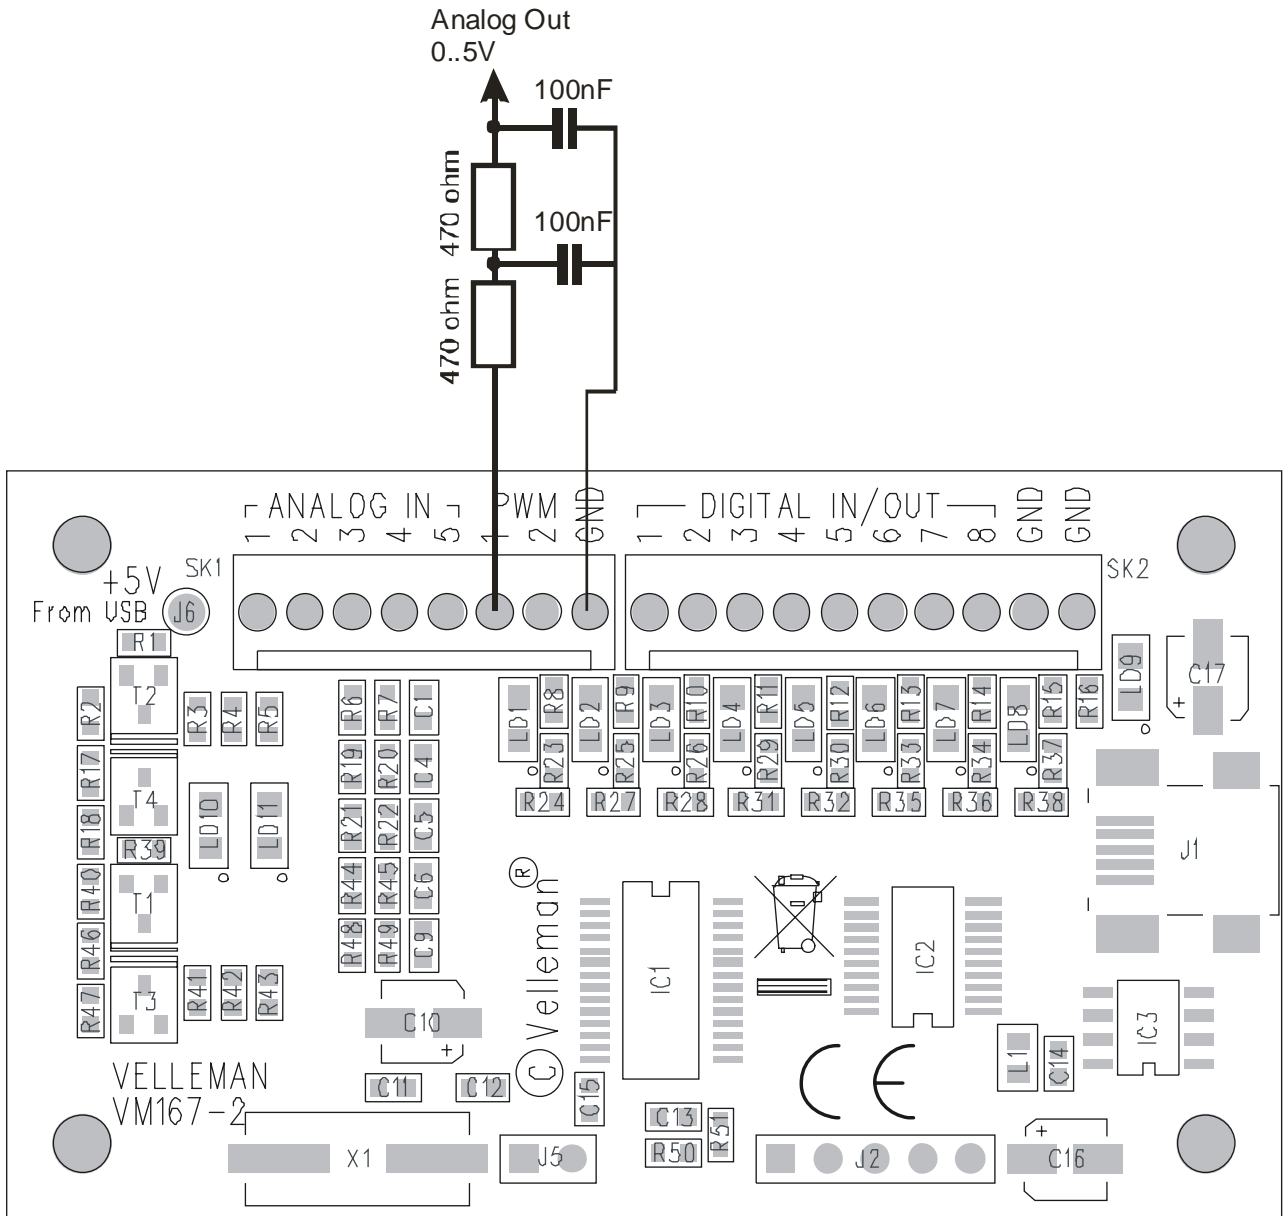 Analog Out
0..5V
100nF
470 ohm
100nF
470 ohm
ANALOG IN
PWM
GND
DIGITAL IN/OUT
GND
GND
1
2
3
4
5
1
2
1
2
3
4
5
6
7
8
SK1
SK2
+5V
From USB
J6
R1
T2
R2
R3
R4
R5
R6
R7
C1
LD1
R8
LD2
R9
LD3
R10
LD4
R11
LD5
R12
LD6
R13
LD7
R14
LD8
R15
R16
LD9
C17
+
R17
R19
R20
C4
R23
R25
R26
R29
R30
R33
R34
R37
T4
R18
LD10
LD11
R21
R22
C5
R24
R27
R28
R31
R32
R35
R36
R38
R39
J1
R40
T1
R44
R45
C6
R46
R48
R49
C9
R47
T3
R41
R42
R43
C10
+
© Velleman ®
IC1
IC2
IC3
L1
C14
CE
VELLEMAN
VM167-2
C11
C12
C15
C13
R51
R50
X1
J5
J2
+
C16